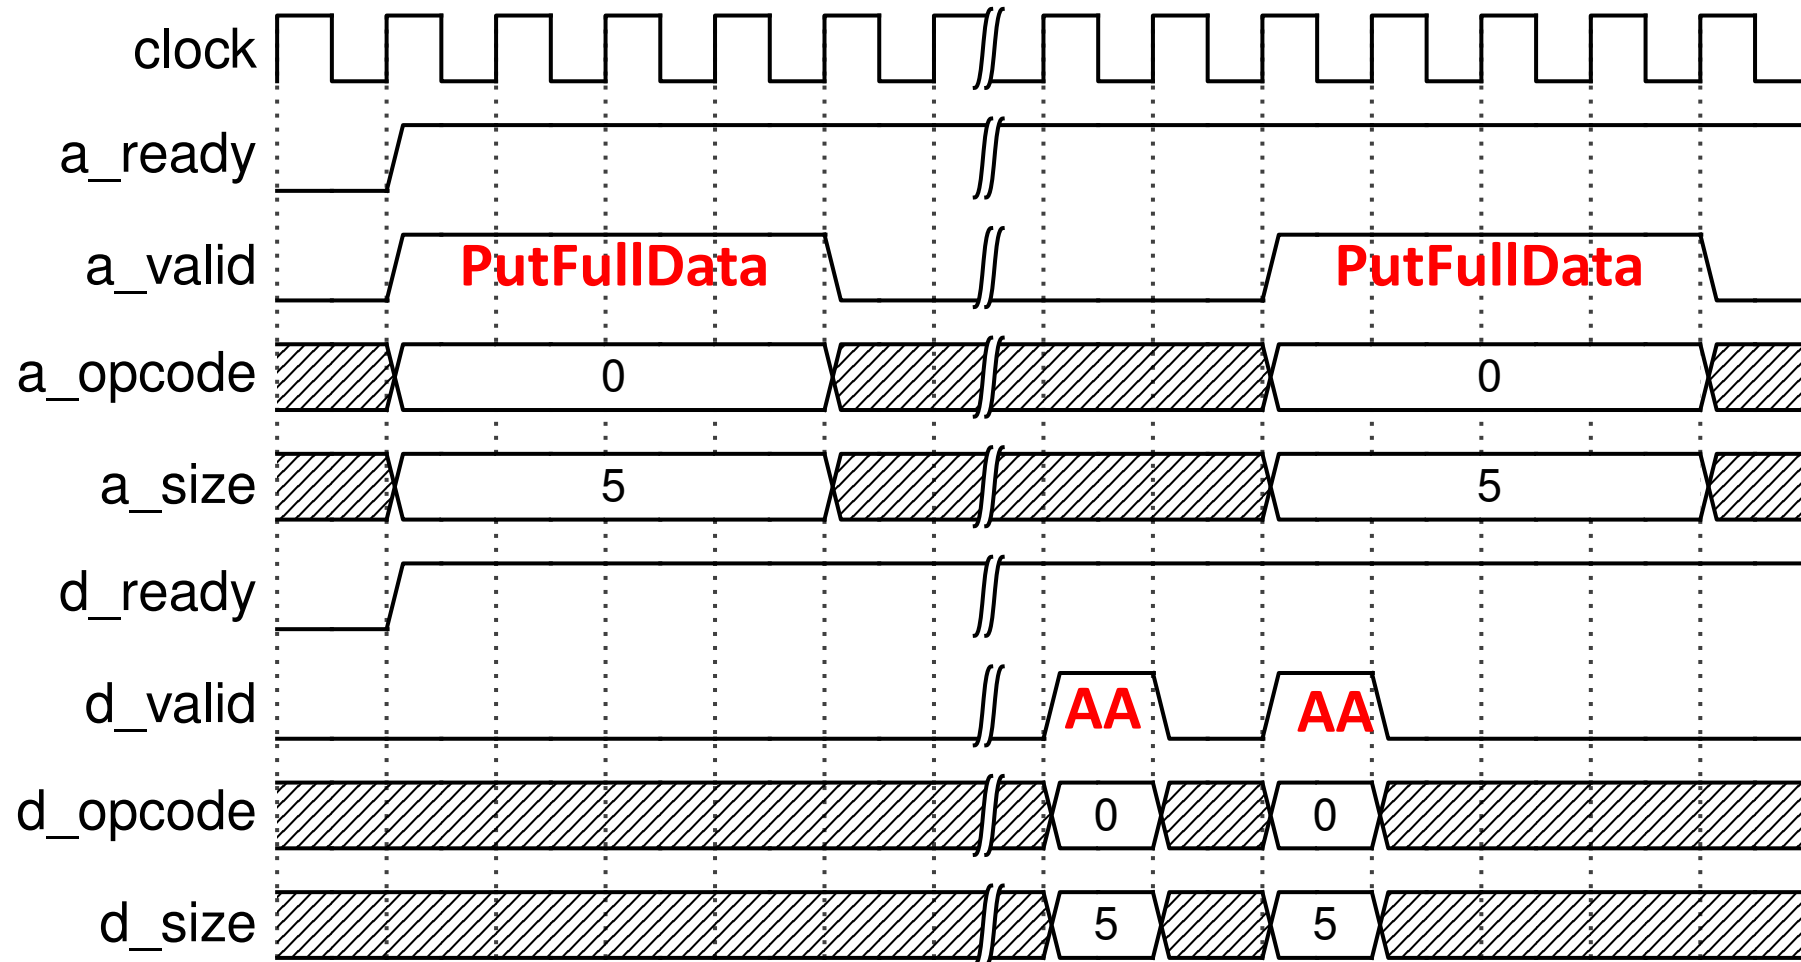 clock
a_ready
a_valid PutFullData PutFullData
a_opcode 0 0
a_size 5 5
d_ready
d_valid AA AA
d_opcode 0 0
d_size 5 5